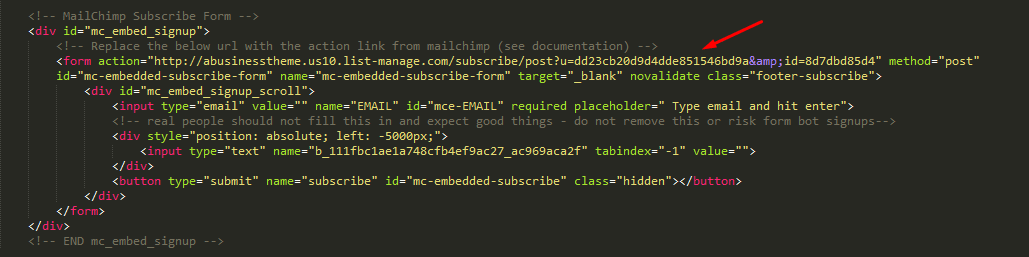 <!-- MailChimp Subscribe Form -->
<div id="mc_embed_signup">
<!-- Replace the below url with the action link from mailchimp (see documentation) -->
<form action="http://abusinesstheme.us10.list-manage.com/subscribe/post?u=dd23cb20d9d4dde851546bd9a&amp;id=8d7dbd85d4" method="post"
id="mc-embedded-subscribe-form" name="mc-embedded-subscribe-form" target="_blank" novalidate class="footer-subscribe">
<div id="mc_embed_signup_scroll">
<input type="email" value="" name="EMAIL" id="mce-EMAIL" required placeholder=" Type email and hit enter">
<!-- real people should not fill this in and expect good things - do not remove this or risk form bot signups-->
<div style="position: absolute; left: -5000px;">
<input type="text" name="b_111fbc1ae1a748cfb4ef9ac27_ac969aca2f" tabindex="-1" value="">
</div>
<button type="submit" name="subscribe" id="mc-embedded-subscribe" class="hidden"></button>
</div>
</form>
</div>
<!-- END mc_embed_signup -->